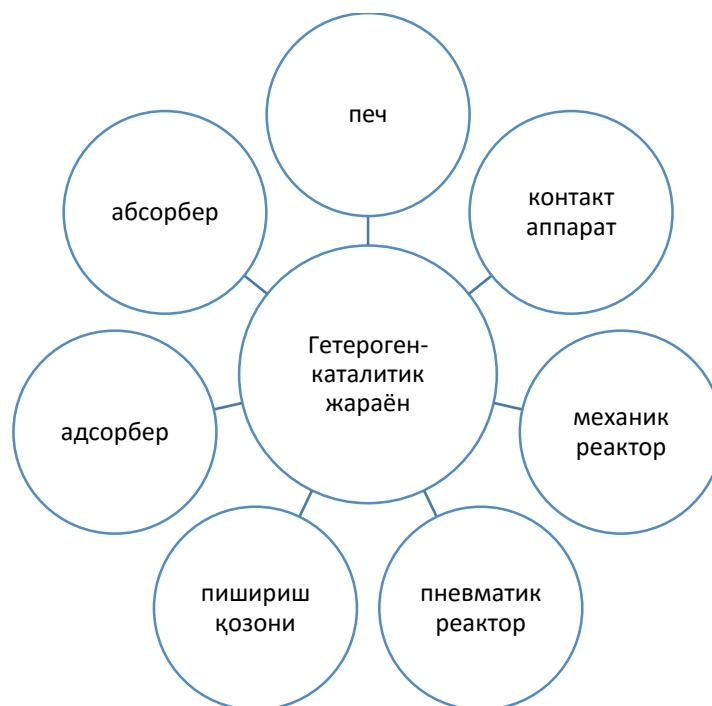 печ
контакт
аппарат
механик
реактор
пневматик
реактор
пишириш
қозони
адсорбер
абсорбер
Гетероген-
каталитик
жараён